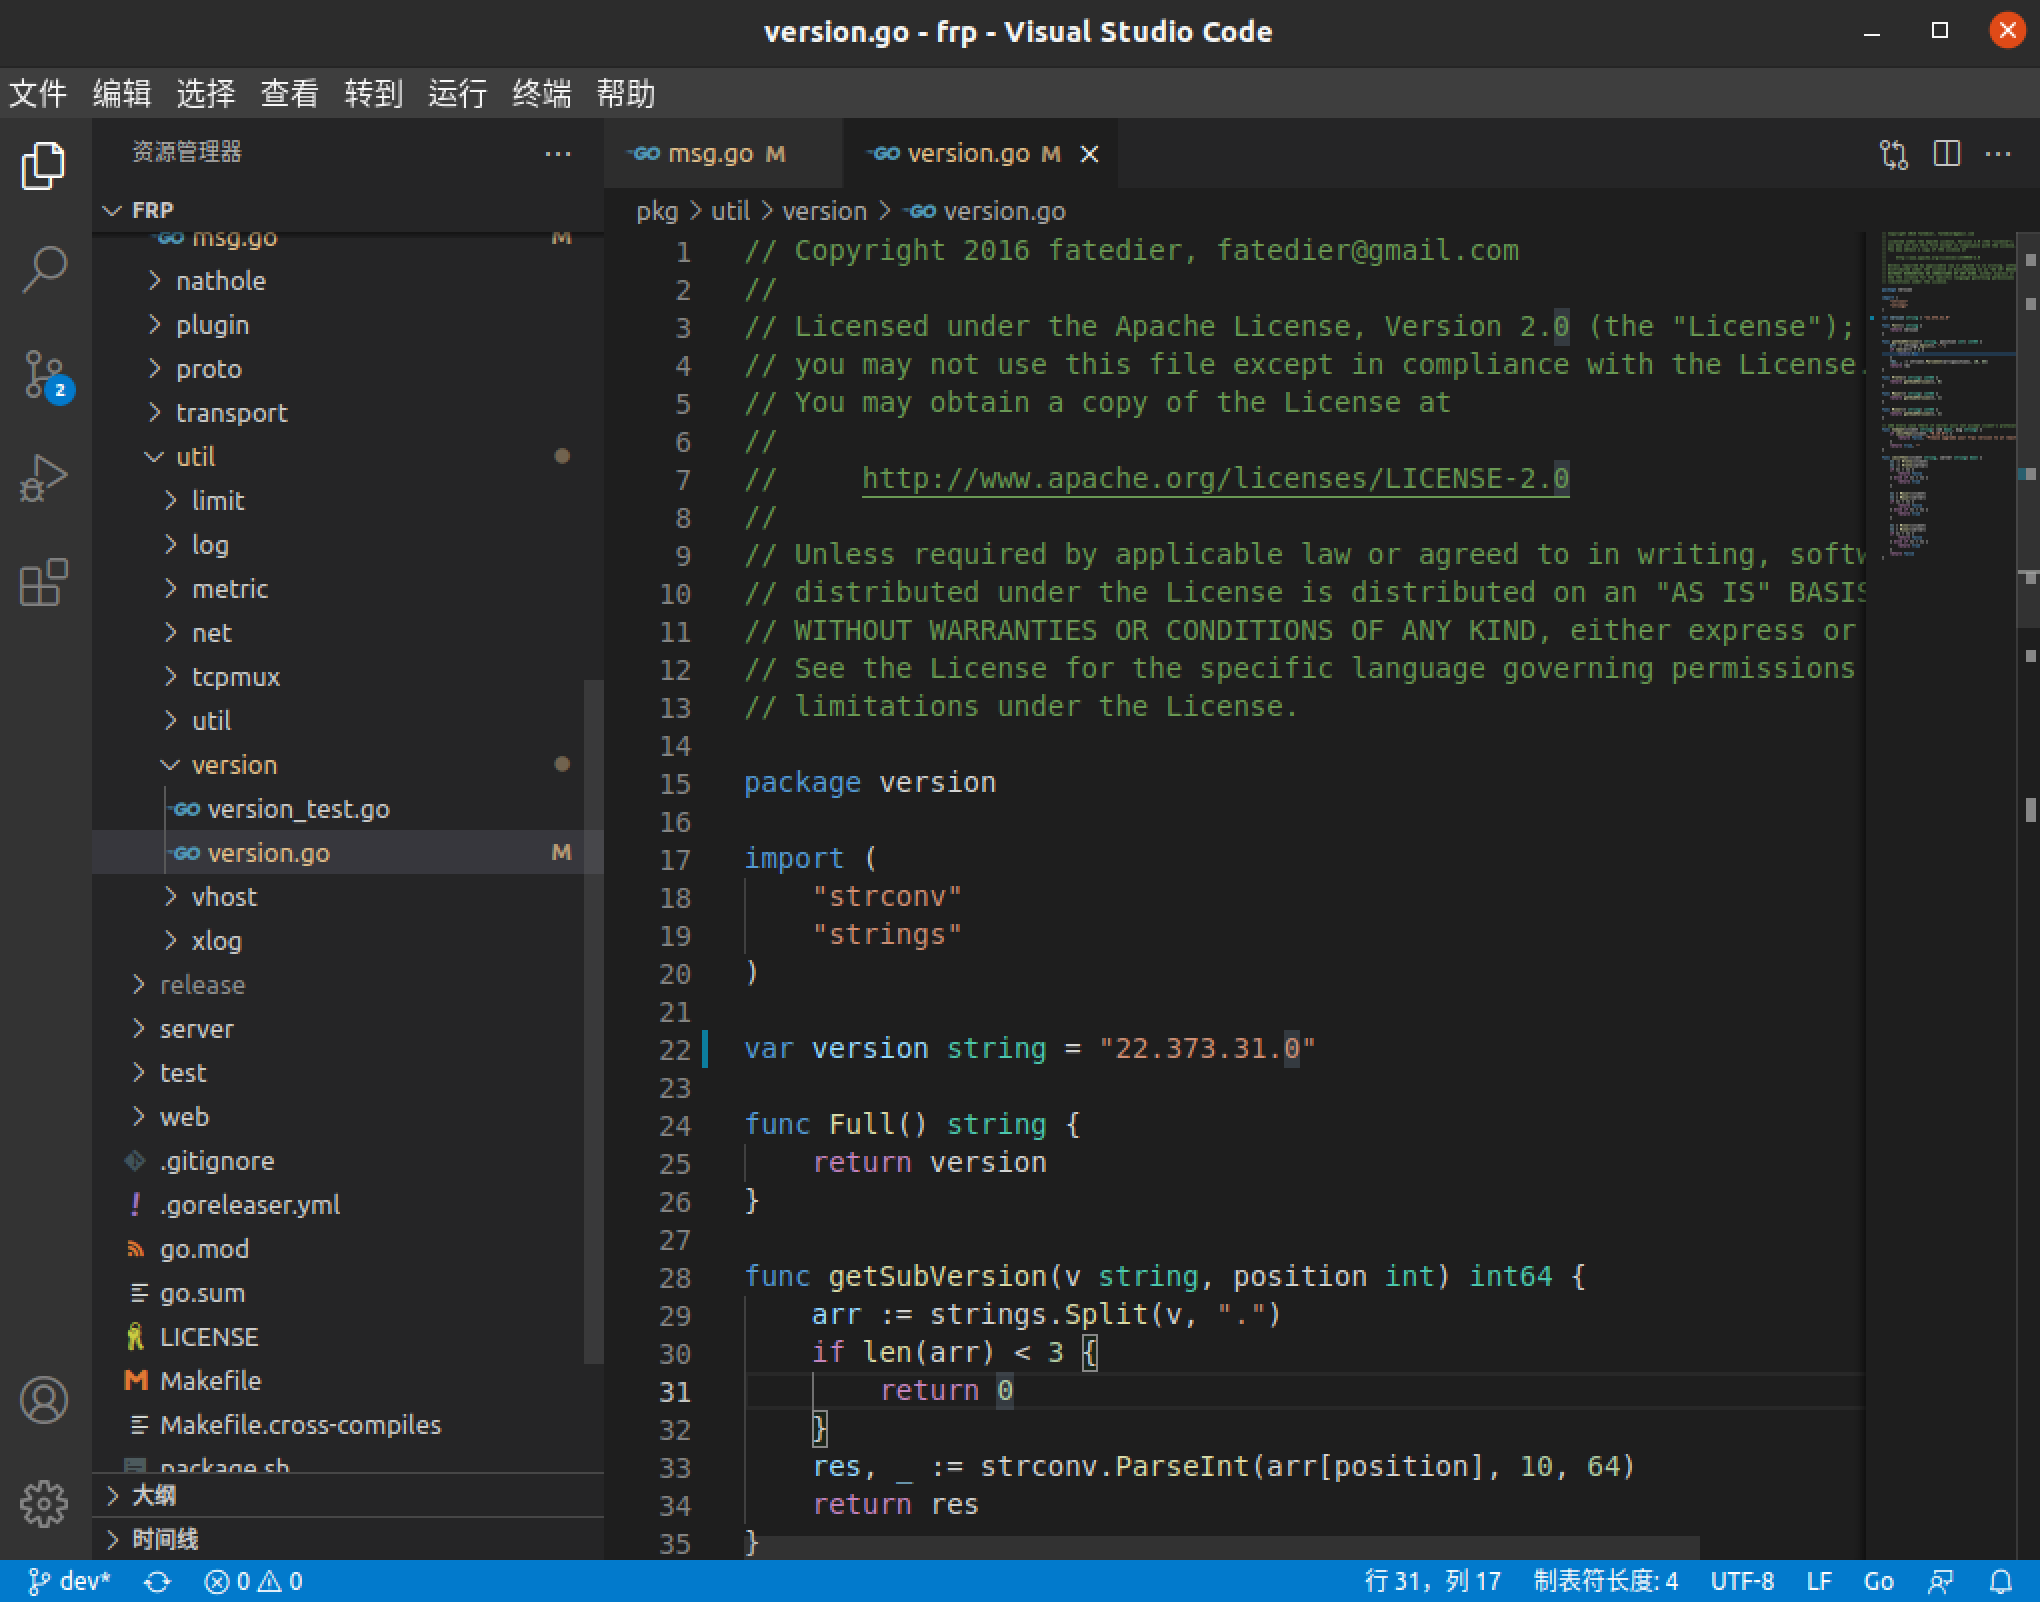 version.go - frp - Visual Studio Code
文件 编辑 选择 查看 转到 运行 终端 帮助
资源管理器
FRP
msg.go M
nathole
plugin
proto
transport
util
limit
log
metric
net
tcpmux
util
version
version_test.go
version.go M
vhost
xlog
release
server
test
web
.gitignore
.goreleaser.yml
go.mod
go.sum
LICENSE
Makefile
Makefile.cross-compiles
package.sh
大纲
时间线
2
msg.go M version.go M
pkg > util > version > version.go
1 // Copyright 2016 fatedier, fatedier@gmail.com
2 //
3 // Licensed under the Apache License, Version 2.0 (the "License");
4 // you may not use this file except in compliance with the License.
5 // You may obtain a copy of the License at
6 //
7 //     http://www.apache.org/licenses/LICENSE-2.0
8 //
9 // Unless required by applicable law or agreed to in writing, softw
10 // distributed under the License is distributed on an "AS IS" BASIS
11 // WITHOUT WARRANTIES OR CONDITIONS OF ANY KIND, either express or
12 // See the License for the specific language governing permissions
13 // limitations under the License.
14
15 package version
16
17 import (
18     "strconv"
19     "strings"
20 )
21
22 var version string = "22.373.31.0"
23
24 func Full() string {
25     return version
26 }
27
28 func getSubVersion(v string, position int) int64 {
29     arr := strings.Split(v, ".")
30     if len(arr) < 3 {
31         return 0
32     }
33     res, _ := strconv.ParseInt(arr[position], 10, 64)
34     return res
35 }
dev* 0 0 行 31，列 17 制表符长度: 4 UTF-8 LF Go